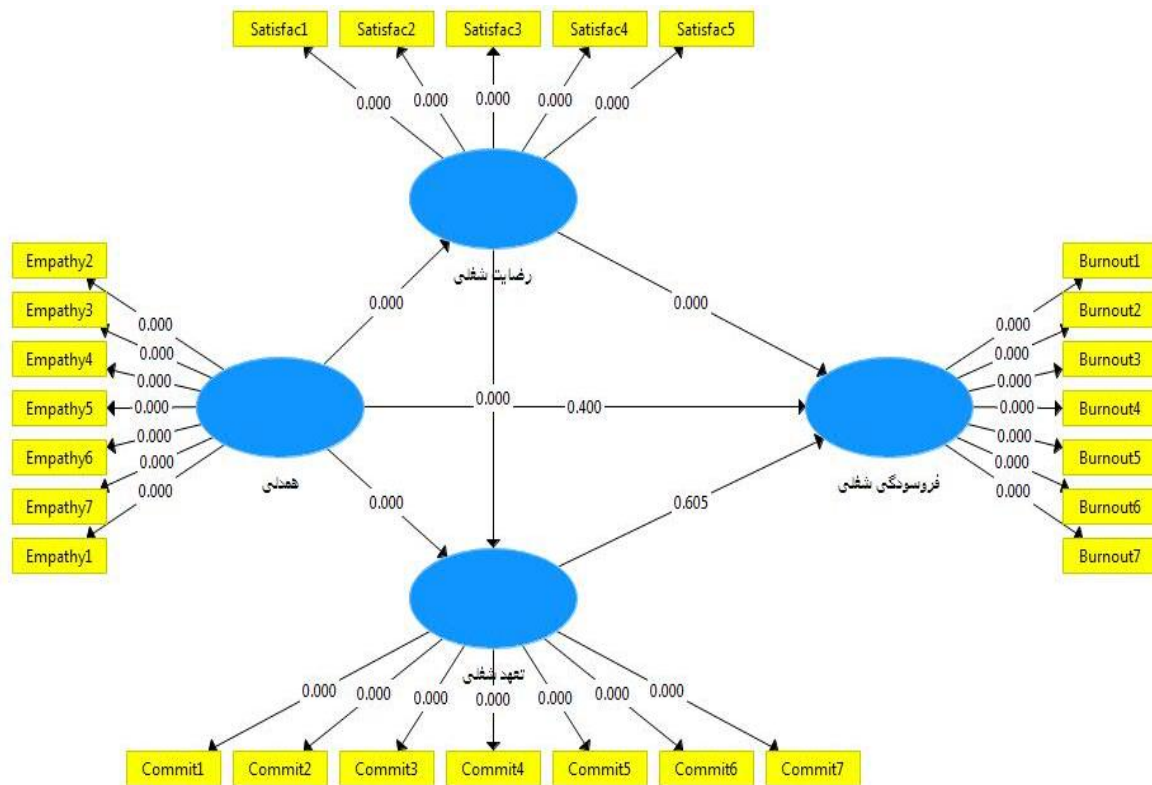 Satisfac1 Satisfac2 Satisfac3 Satisfac4 Satisfac5
0.000 0.000 0.000 0.000 0.000
رضایت شغلی
Empathy2
Empathy3
Empathy4
Empathy5
Empathy6
Empathy7
Empathy1
0.000
0.000
0.000
0.000
0.000
0.000
0.000
همدلی
0.000
0.000
0.000
0.400
0.000
0.605
فروسودگی شغلی
0.000
0.000
0.000
0.000
0.000
0.000
0.000
Burnout1
Burnout2
Burnout3
Burnout4
Burnout5
Burnout6
Burnout7
تعهد شغلی
0.000 0.000 0.000 0.000 0.000 0.000 0.000
Commit1 Commit2 Commit3 Commit4 Commit5 Commit6 Commit7